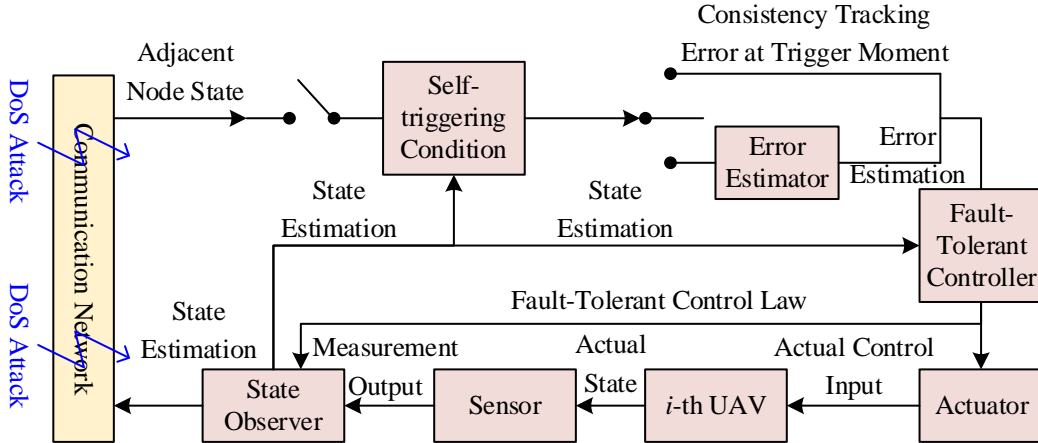 Consistency Tracking
Error at Trigger Moment
Adjacent
Node State
Self-
triggering
Condition
Error
Estimator
Error
Estimation
DoS Attack
Communication Network
DoS Attack
State
Estimation
State
Estimation
Fault-
Tolerant
Controller
Fault-Tolerant Control Law
State
Estimation
Measurement
Output
Actual
State
Actual Control
Input
State
Observer
Sensor
i-th UAV
Actuator